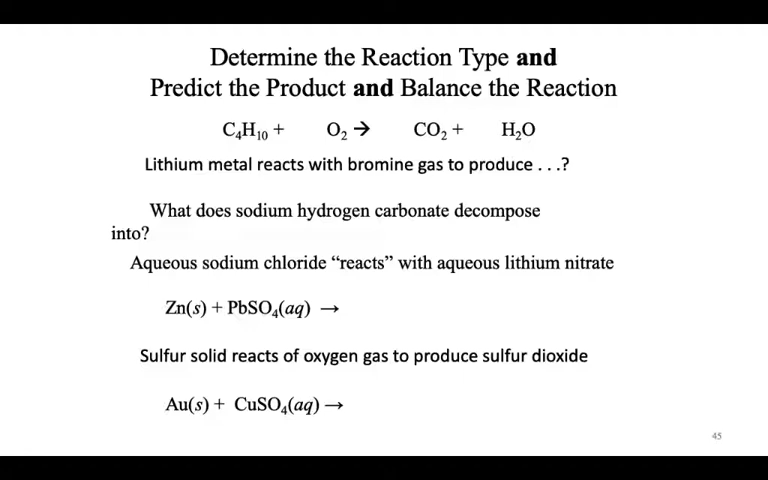 Determine the Reaction Type and
Predict the Product and Balance the Reaction
C₄H₁₀ + O₂ → CO₂ + H₂O
Lithium metal reacts with bromine gas to produce . . .?
What does sodium hydrogen carbonate decompose
into?
Aqueous sodium chloride “reacts” with aqueous lithium nitrate
Zn(s) + PbSO₄(aq) →
Sulfur solid reacts of oxygen gas to produce sulfur dioxide
Au(s) + CuSO₄(aq) →
45